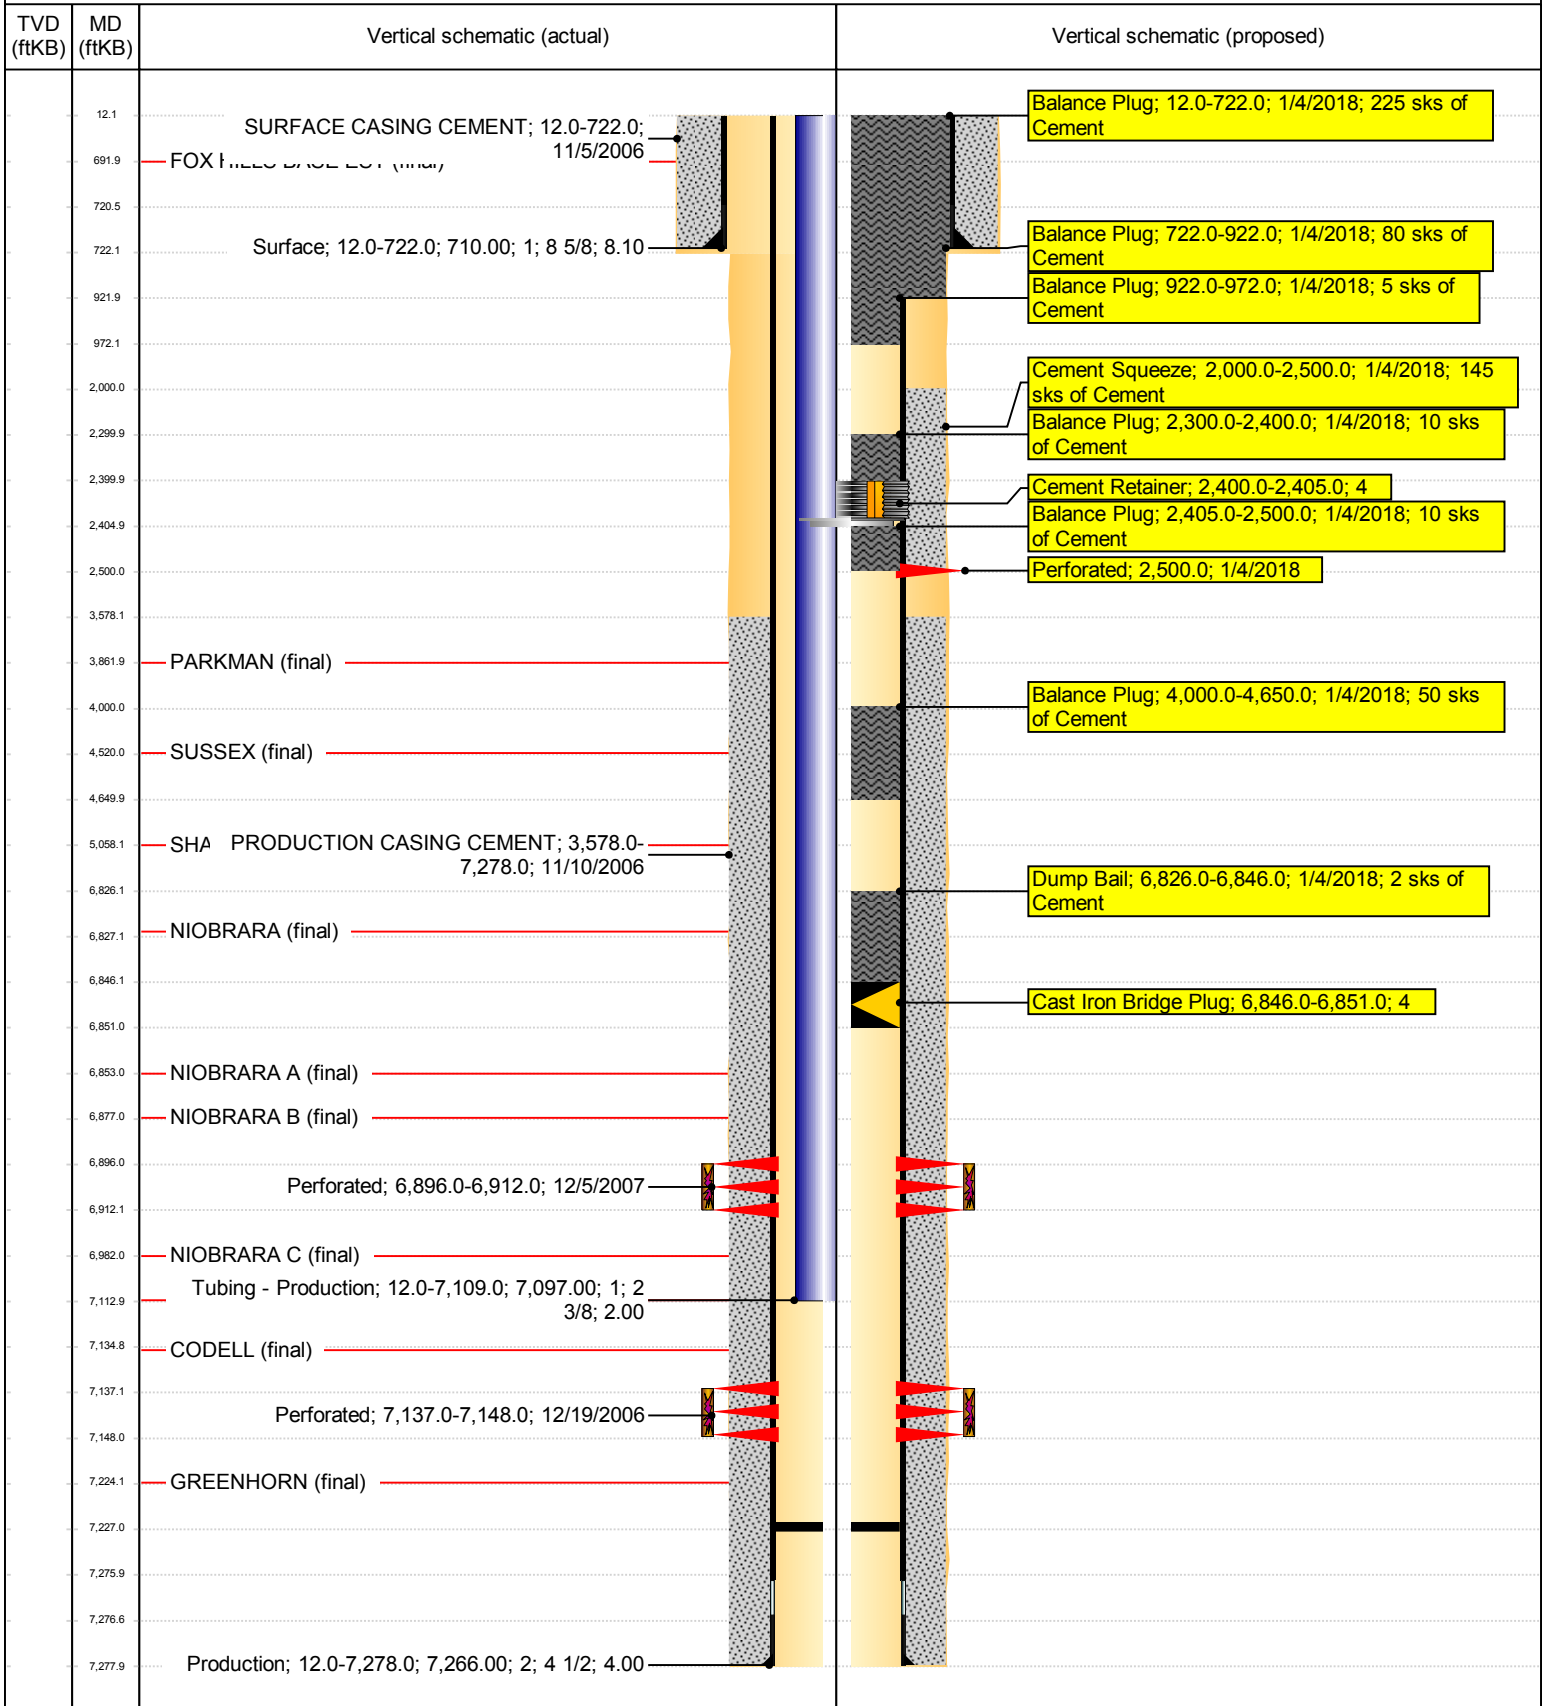 TVD
(ftKB)
MD
(ftKB)
Vertical schematic (actual)
Vertical schematic (proposed)
12.1
691.9
720.5
722.1
921.9
972.1
2,000.0
2,299.9
2,399.9
2,404.9
2,500.0
3,578.1
3,861.9
4,000.0
4,520.0
4,649.9
5,058.1
6,826.1
6,827.1
6,846.1
6,851.0
6,853.0
6,877.0
6,896.0
6,912.1
6,982.0
7,112.9
7,134.8
7,137.1
7,148.0
7,224.1
7,227.0
7,275.9
7,276.6
7,277.9
SURFACE CASING CEMENT; 12.0-722.0;
11/5/2006
FOX HILLS BASE EST (final)
Surface; 12.0-722.0; 710.00; 1; 8 5/8; 8.10
PARKMAN (final)
SUSSEX (final)
SHA
PRODUCTION CASING CEMENT; 3,578.0-
7,278.0; 11/10/2006
NIOBRARA (final)
NIOBRARA A (final)
NIOBRARA B (final)
Perforated; 6,896.0-6,912.0; 12/5/2007
NIOBRARA C (final)
Tubing - Production; 12.0-7,109.0; 7,097.00; 1; 2
3/8; 2.00
CODELL (final)
Perforated; 7,137.0-7,148.0; 12/19/2006
GREENHORN (final)
Production; 12.0-7,278.0; 7,266.00; 2; 4 1/2; 4.00
Balance Plug; 12.0-722.0; 1/4/2018; 225 sks of
Cement
Balance Plug; 722.0-922.0; 1/4/2018; 80 sks of
Cement
Balance Plug; 922.0-972.0; 1/4/2018; 5 sks of
Cement
Cement Squeeze; 2,000.0-2,500.0; 1/4/2018; 145
sks of Cement
Balance Plug; 2,300.0-2,400.0; 1/4/2018; 10 sks
of Cement
Cement Retainer; 2,400.0-2,405.0; 4
Balance Plug; 2,405.0-2,500.0; 1/4/2018; 10 sks
of Cement
Perforated; 2,500.0; 1/4/2018
Balance Plug; 4,000.0-4,650.0; 1/4/2018; 50 sks
of Cement
Dump Bail; 6,826.0-6,846.0; 1/4/2018; 2 sks of
Cement
Cast Iron Bridge Plug; 6,846.0-6,851.0; 4